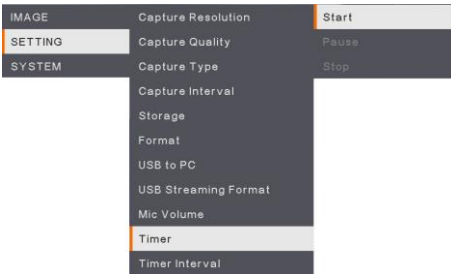 IMAGE
SETTING
SYSTEM
Capture Resolution
Capture Quality
Capture Type
Capture Interval
Storage
Format
USB to PC
USB Streaming Format
Mic Volume
Timer
Timer Interval
Start
Pause
Stop